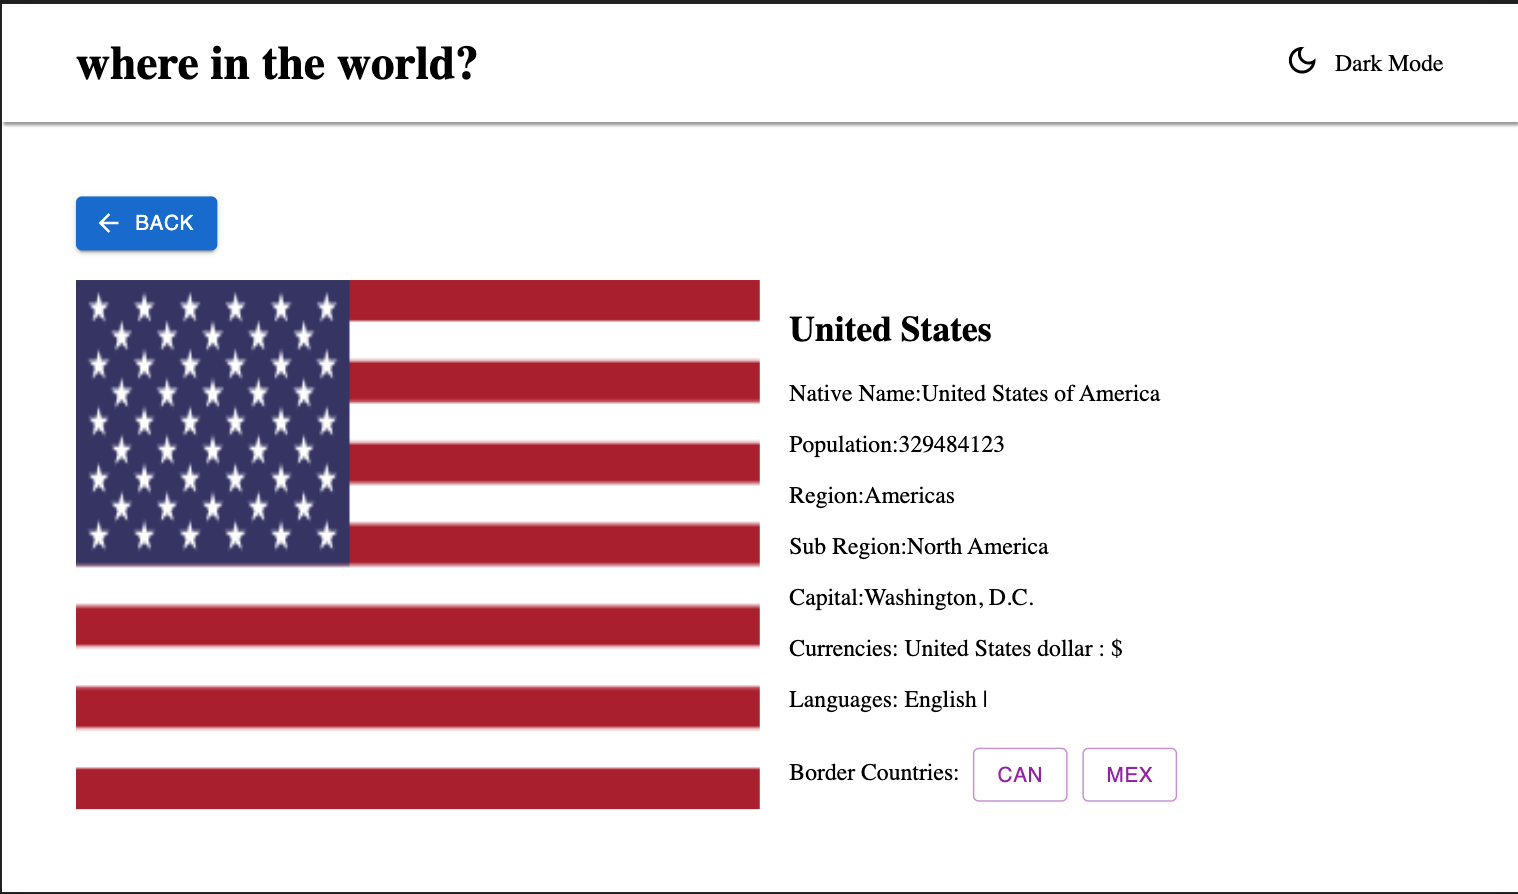 where in the world?
Dark Mode
BACK
United States
Native Name:United States of America
Population:329484123
Region:Americas
Sub Region:North America
Capital:Washington, D.C.
Currencies: United States dollar : $
Languages: English |
Border Countries: CAN MEX